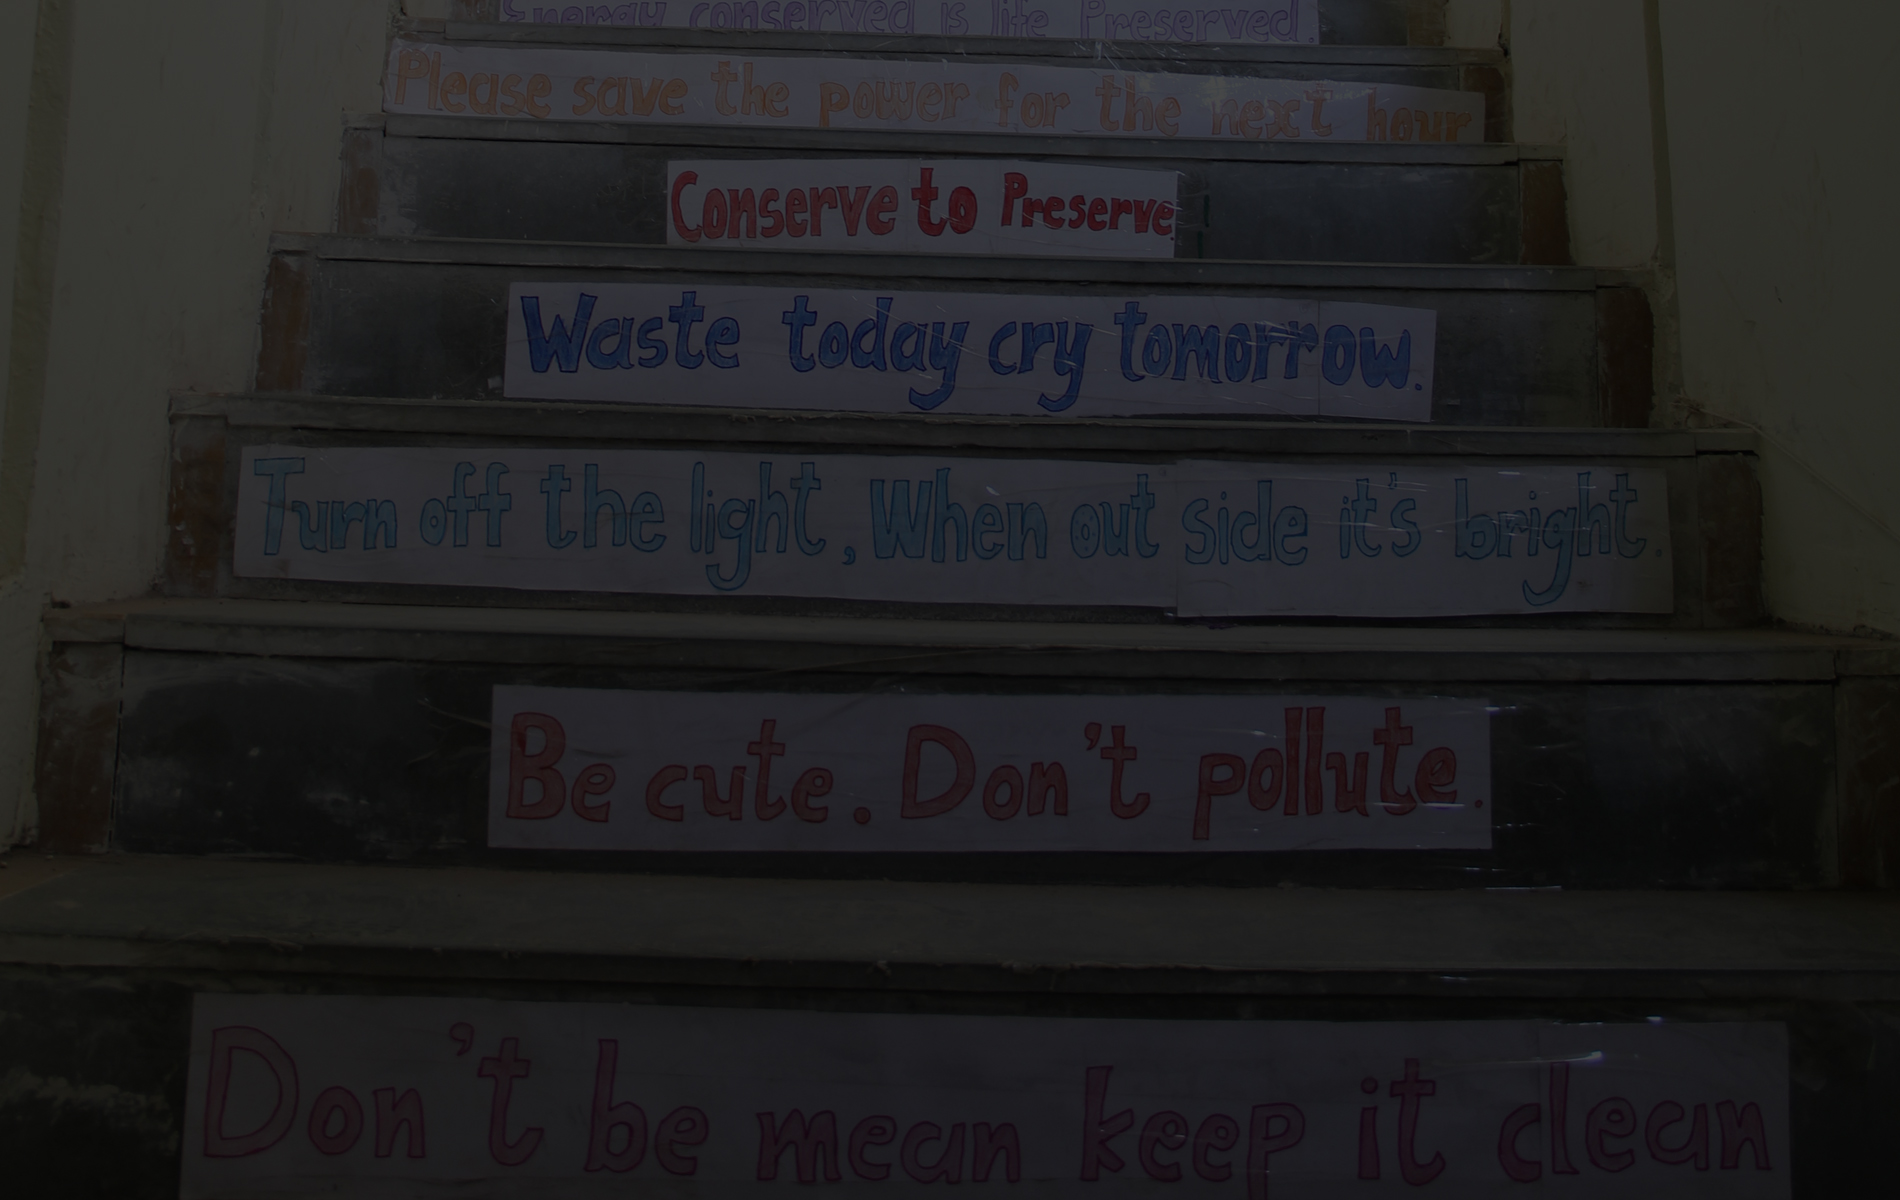 Energy conserved is life Preserved.
Please save the power for the next hour
Conserve to Preserve
Waste today cry tomorrow.
Turn off the light, When out side it's bright.
Be cute. Don't pollute.
Don't be mean keep it clean